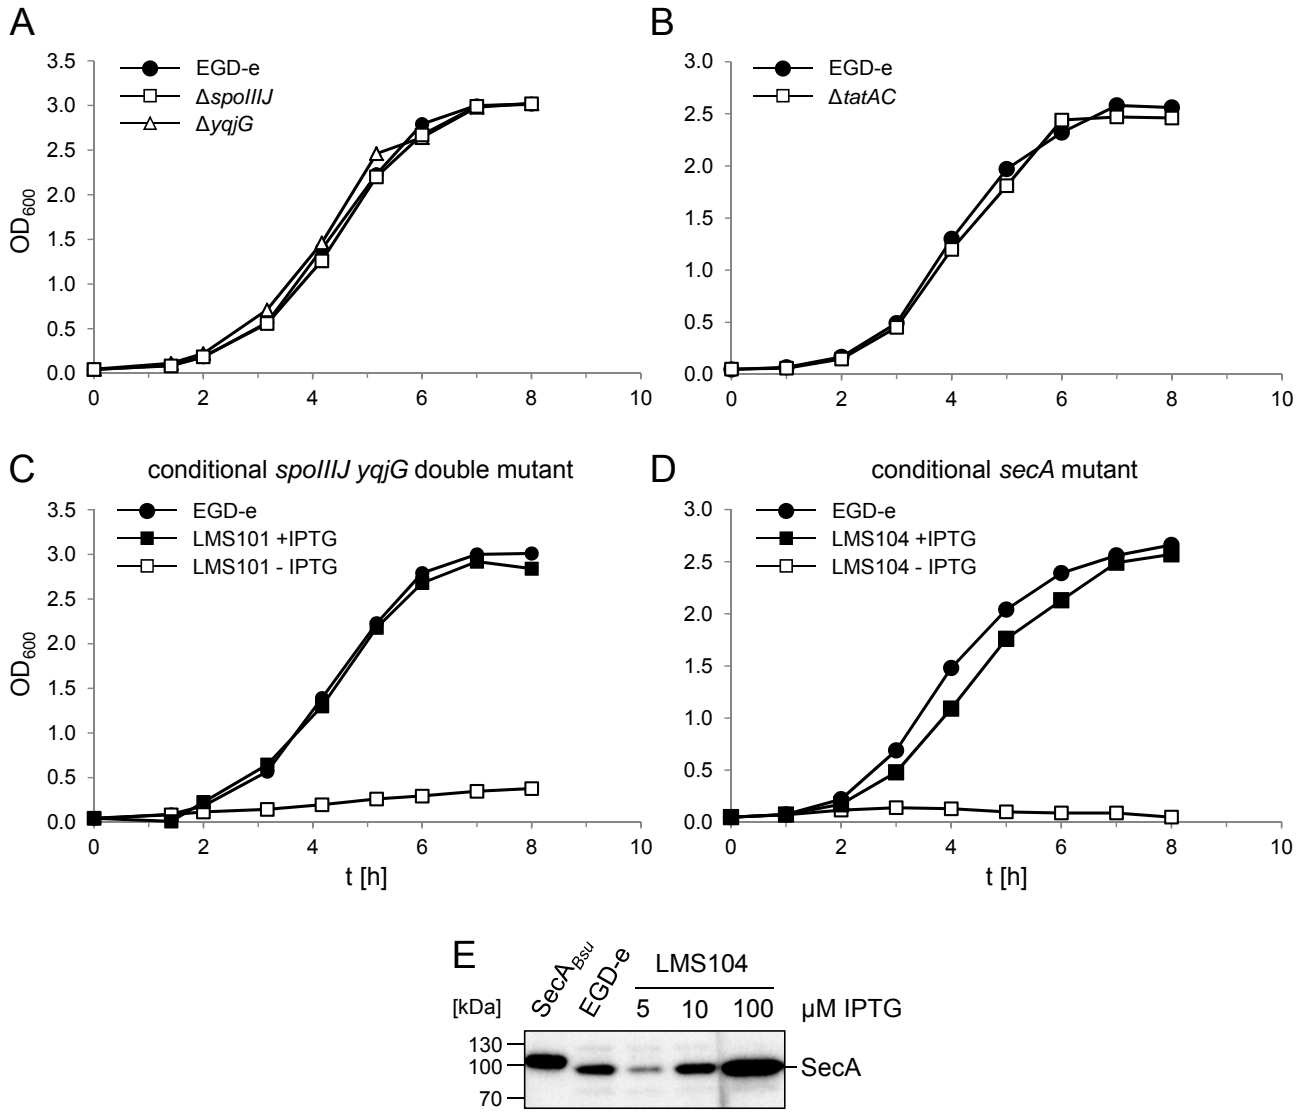 A
EGD-e
ΔspoIIIJ
ΔyqjG
3.5
3.0
2.5
2.0
1.5
1.0
0.5
0.0
OD600
0 2 4 6 8 10
B
EGD-e
ΔtatAC
3.0
2.5
2.0
1.5
1.0
0.5
0.0
0 2 4 6 8 10
C
conditional spoIIIJ yqjG double mutant
EGD-e
LMS101 +IPTG
LMS101 - IPTG
3.5
3.0
2.5
2.0
1.5
1.0
0.5
0.0
OD600
0 2 4 6 8 10
t [h]
D
conditional secA mutant
EGD-e
LMS104 +IPTG
LMS104 - IPTG
3.0
2.5
2.0
1.5
1.0
0.5
0.0
0 2 4 6 8 10
t [h]
E
SecABsu
EGD-e
LMS104
[kDa]
5 10 100 µM IPTG
130
100
70
SecA